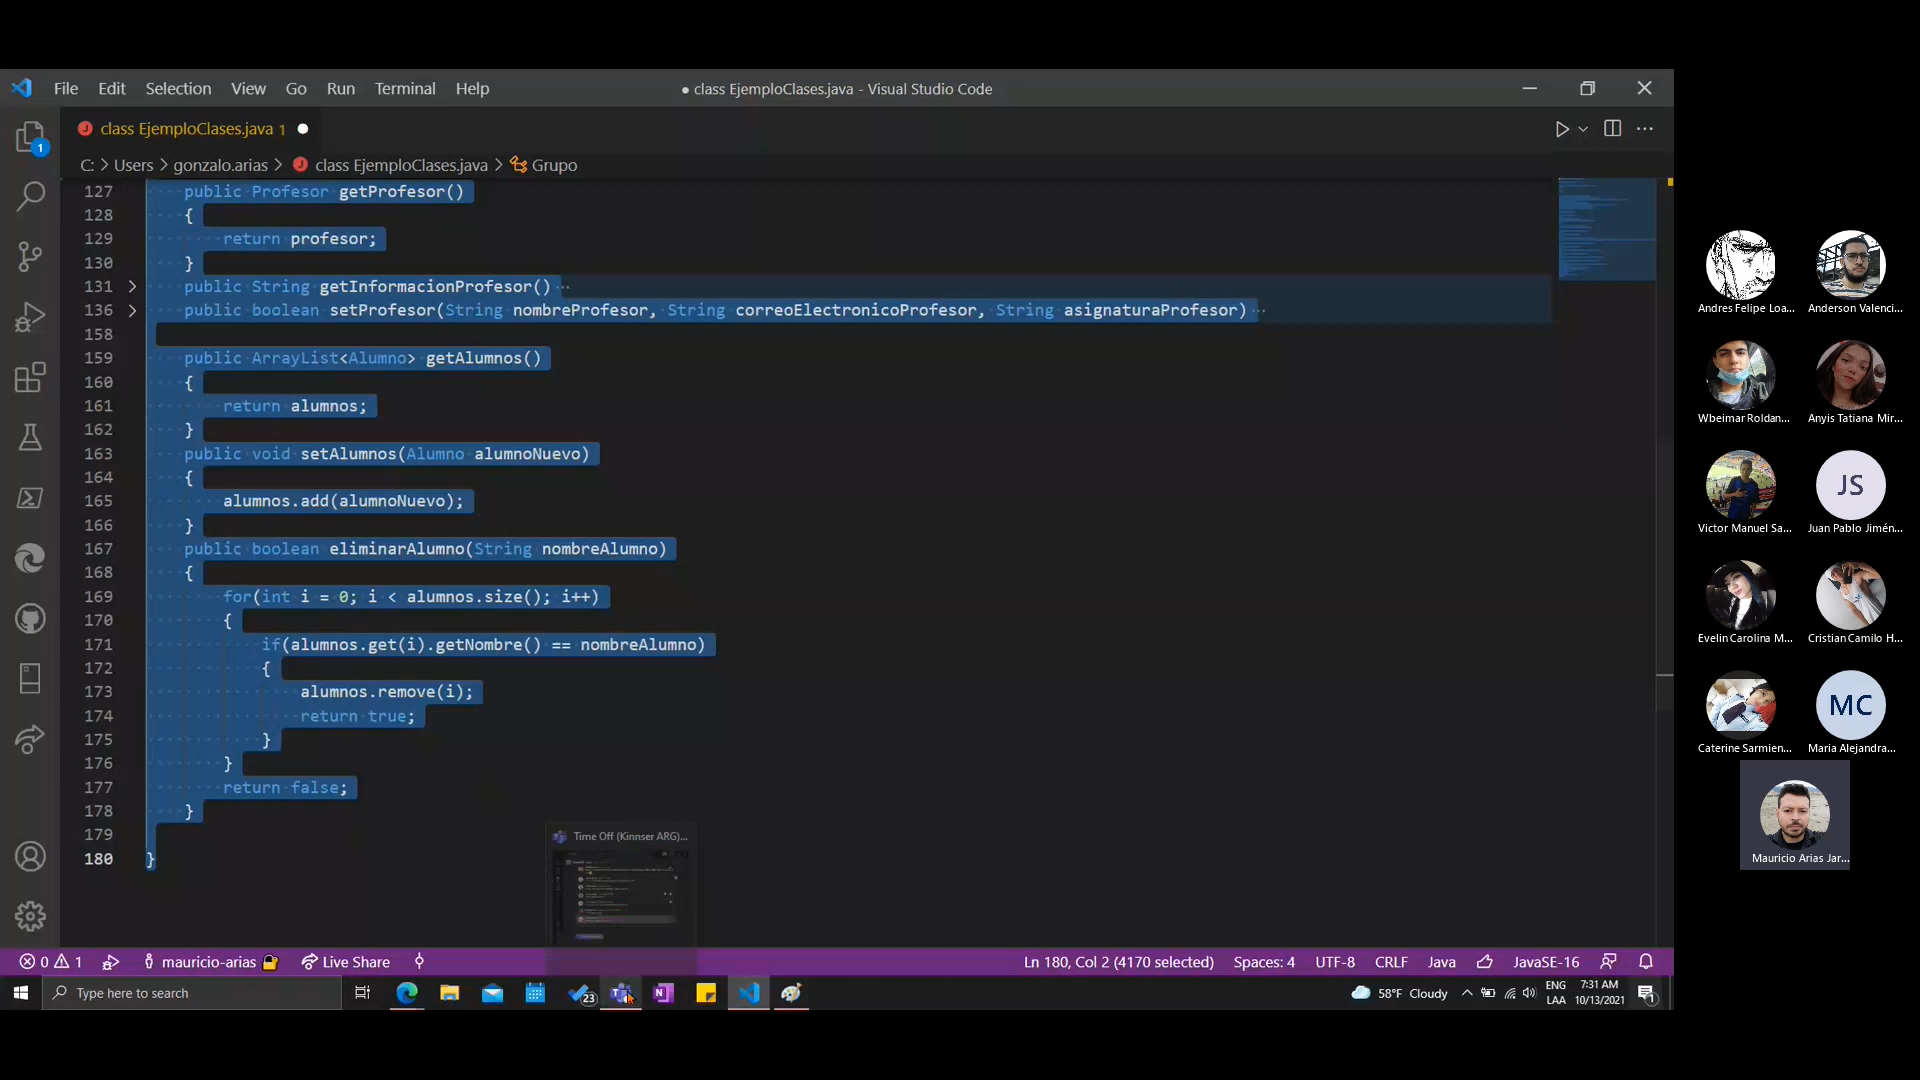 File Edit Selection View Go Run Terminal Help
● class EjemploClases.java - Visual Studio Code
class EjemploClases.java 1
C: > Users > gonzalo.arias > class EjemploClases.java > Grupo
1
127 public Profesor getProfesor()
128 {
129 return profesor;
130 }
131 public String getInformacionProfesor() ···
136 public boolean setProfesor(String nombreProfesor, String correoElectronicoProfesor, String asignaturaProfesor) ···
158
159 public ArrayList<Alumno> getAlumnos()
160 {
161 return alumnos;
162 }
163 public void setAlumnos(Alumno alumnoNuevo)
164 {
165 alumnos.add(alumnoNuevo);
166 }
167 public boolean eliminarAlumno(String nombreAlumno)
168 {
169 for(int i = 0; i < alumnos.size(); i++)
170 {
171 if(alumnos.get(i).getNombre() == nombreAlumno)
172 {
173 alumnos.remove(i);
174 return true;
175 }
176 }
177 return false;
178 }
179
180 }
Time Off (Kinnser ARG)...
0 1 mauricio-arias Live Share
Ln 180, Col 2 (4170 selected) Spaces: 4 UTF-8 CRLF Java JavaSE-16
Type here to search
23
58°F Cloudy
ENG
LAA
7:31 AM
10/13/2021
1
Andres Felipe Loa...
Anderson Valenci...
Wbeimar Roldan...
Anyis Tatiana Mir...
Victor Manuel Sa...
JS
Juan Pablo Jimén...
Evelin Carolina M...
Cristian Camilo H...
Caterine Sarmien...
MC
Maria Alejandra...
Mauricio Arias Jar...